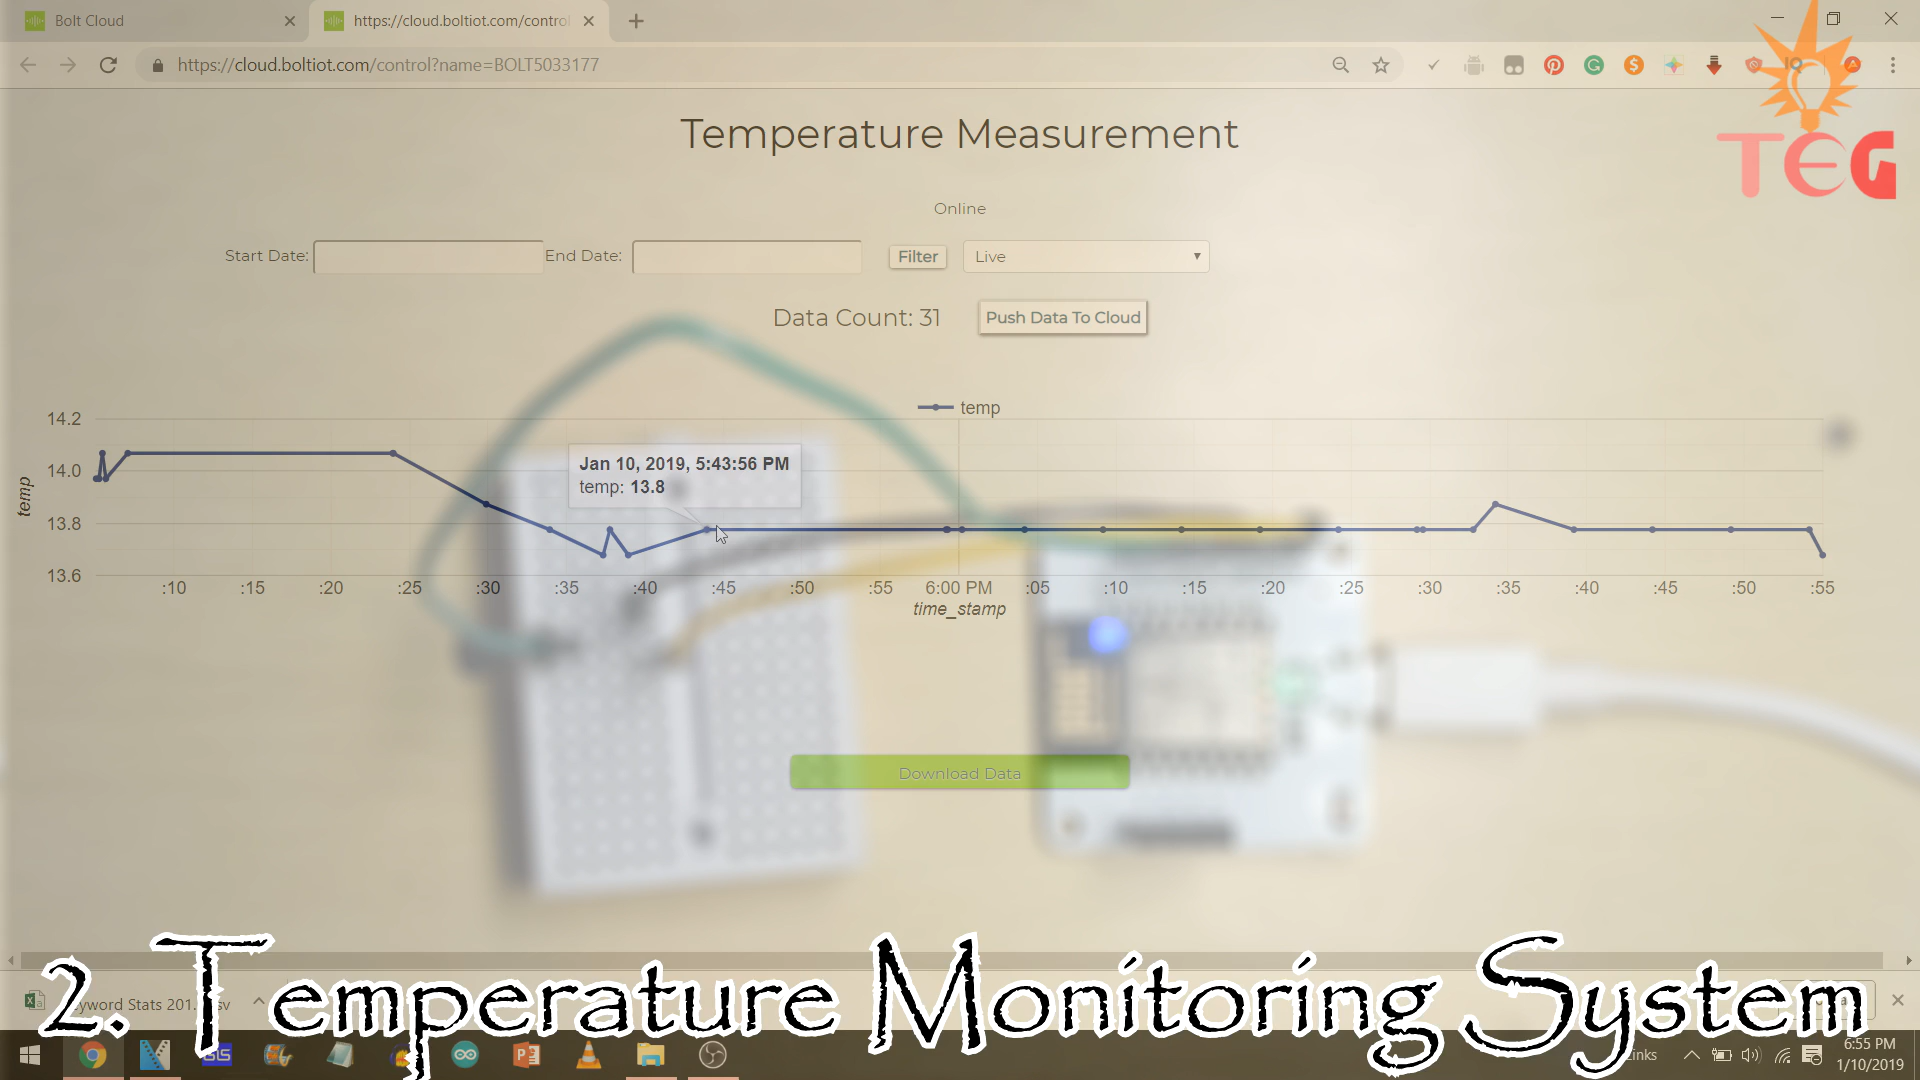 Bolt Cloud
https://cloud.boltiot.com/control
https://cloud.boltiot.com/control?name=BOLT5033177
TEG
Temperature Measurement
Online
Start Date:
End Date:
Filter
Live
Data Count: 31
Push Data To Cloud
temp
14.2
14.0
13.8
13.6
temp
Jan 10, 2019, 5:43:56 PM
temp: 13.8
:10 :15 :20 :25 :30 :35 :40 :45 :50 :55 6:00 PM :05 :10 :15 :20 :25 :30 :35 :40 :45 :50 :55
time_stamp
Download Data
2. Temperature Monitoring System
6:55 PM
1/10/2019